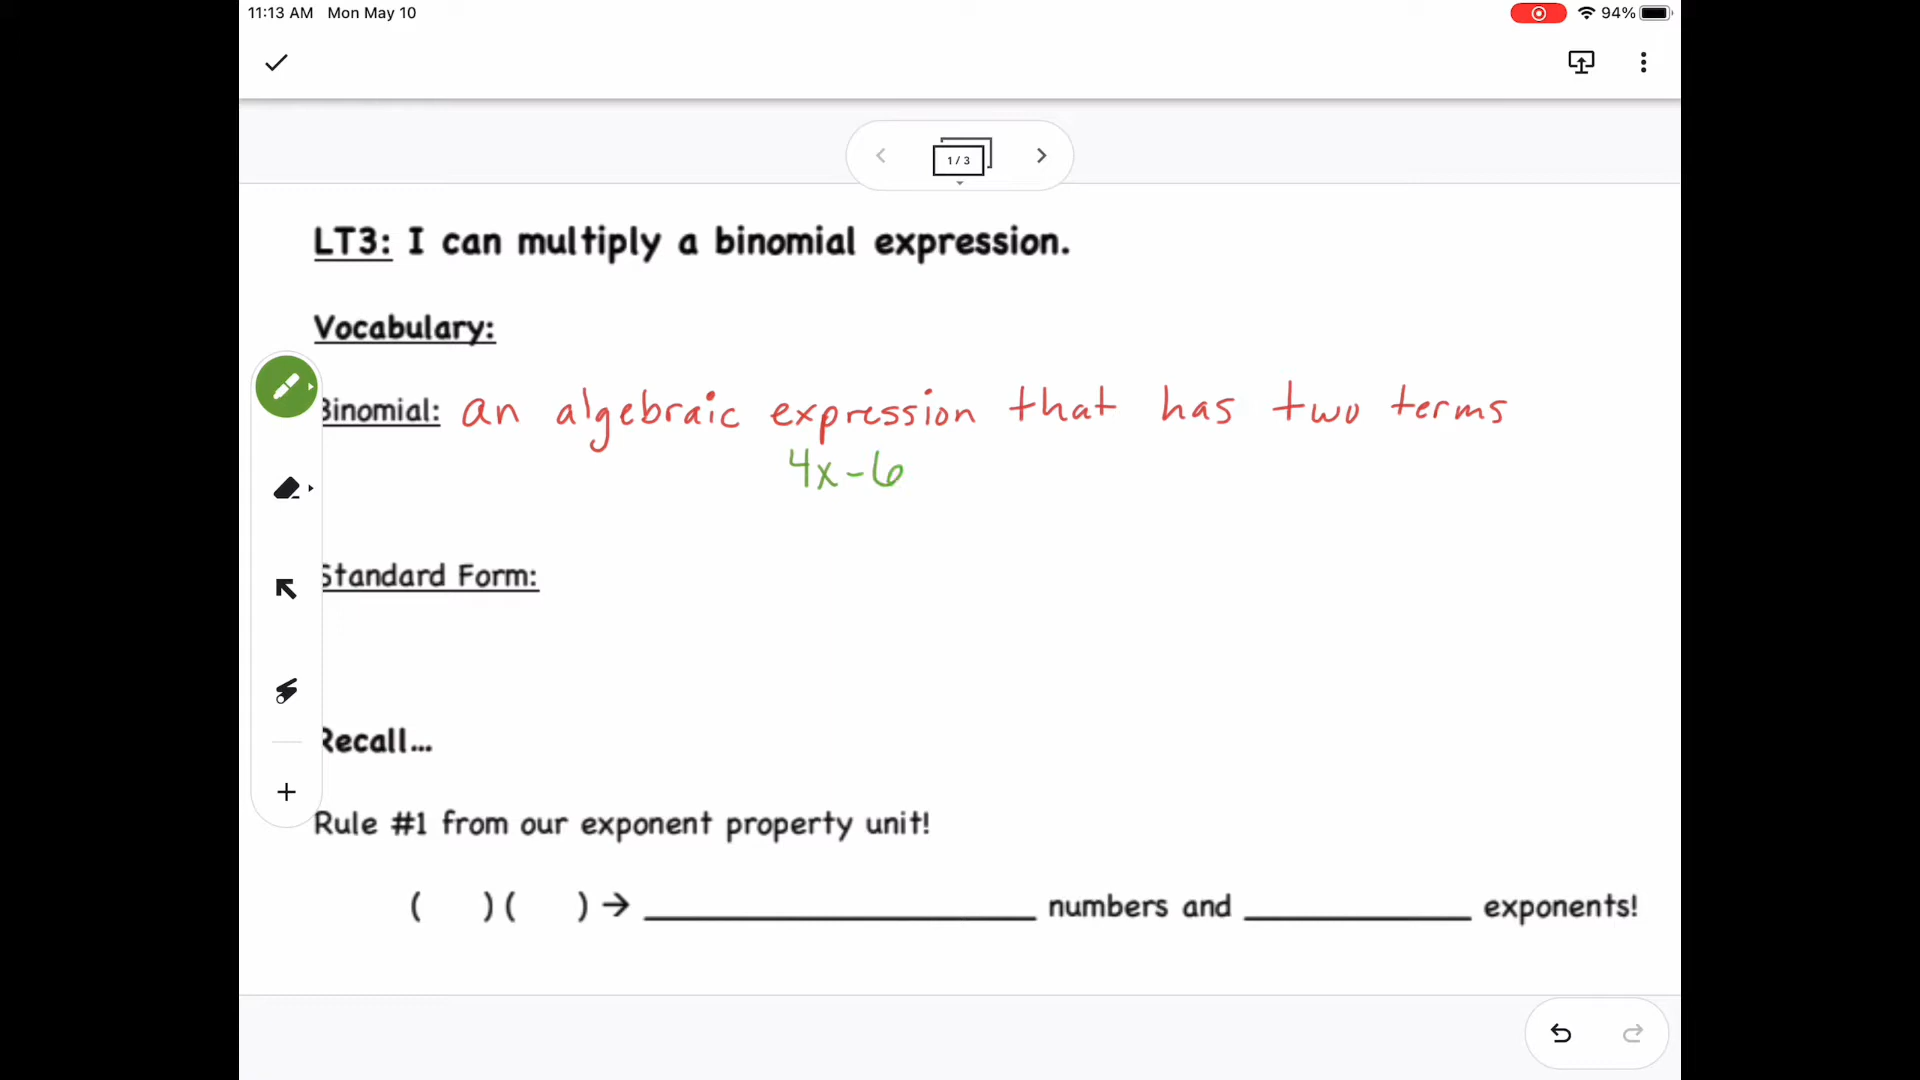 11:13 AM Mon May 10 94%
1 / 3
LT3: I can multiply a binomial expression.
Vocabulary:
Binomial: an algebraic expression that has two terms
4x-6
Standard Form:
Recall...
Rule #1 from our exponent property unit!
( )( ) → ____________ numbers and ________ exponents!